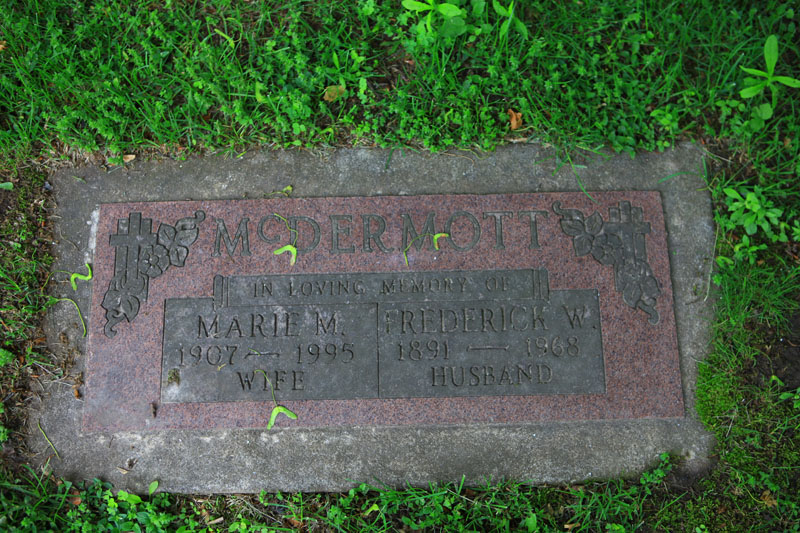 McDERMOTT
IN LOVING MEMORY OF
MARIE M.
1907 — 1995
WIFE
FREDERICK W.
1891 — 1968
HUSBAND